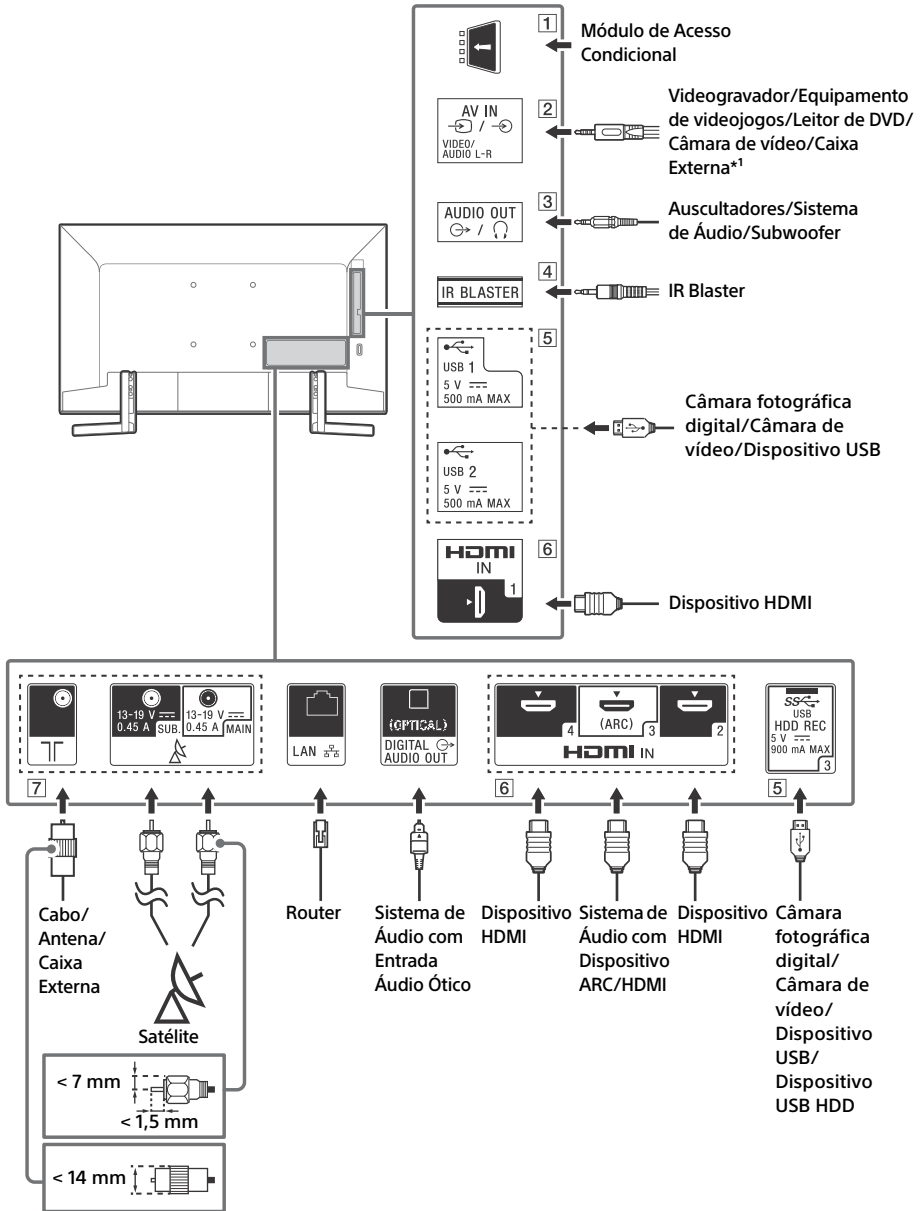 1
Módulo de Acesso
Condicional
AV IN
/
VIDEO/
AUDIO L-R
2
Videogravador/Equipamento
de videojogos/Leitor de DVD/
Câmara de vídeo/Caixa
Externa*1
AUDIO OUT
/
3
Auscultadores/Sistema
de Áudio/Subwoofer
IR BLASTER
4
IR Blaster
5
USB 1
5 V
500 mA MAX
USB 2
5 V
500 mA MAX
Câmara fotográfica
digital/Câmara de
vídeo/Dispositivo USB
HDMI
IN
1
6
Dispositivo HDMI
13-19 V
0.45 A SUB.
13-19 V
0.45 A MAIN
LAN
(OPTICAL)
DIGITAL
AUDIO OUT
4
(ARC) 3
2
HDMI IN
SS
USB
HDD REC
5 V
900 mA MAX
3
7
6
5
Cabo/
Antena/
Caixa
Externa
Satélite
Router
Sistema de
Áudio com
Entrada
Áudio Ótico
Dispositivo
HDMI
Sistema de
Áudio com
Dispositivo
ARC/HDMI
Dispositivo
HDMI
Câmara
fotográfica
digital/
Câmara de
vídeo/
Dispositivo
USB/
Dispositivo
USB HDD
< 7 mm
< 1,5 mm
< 14 mm